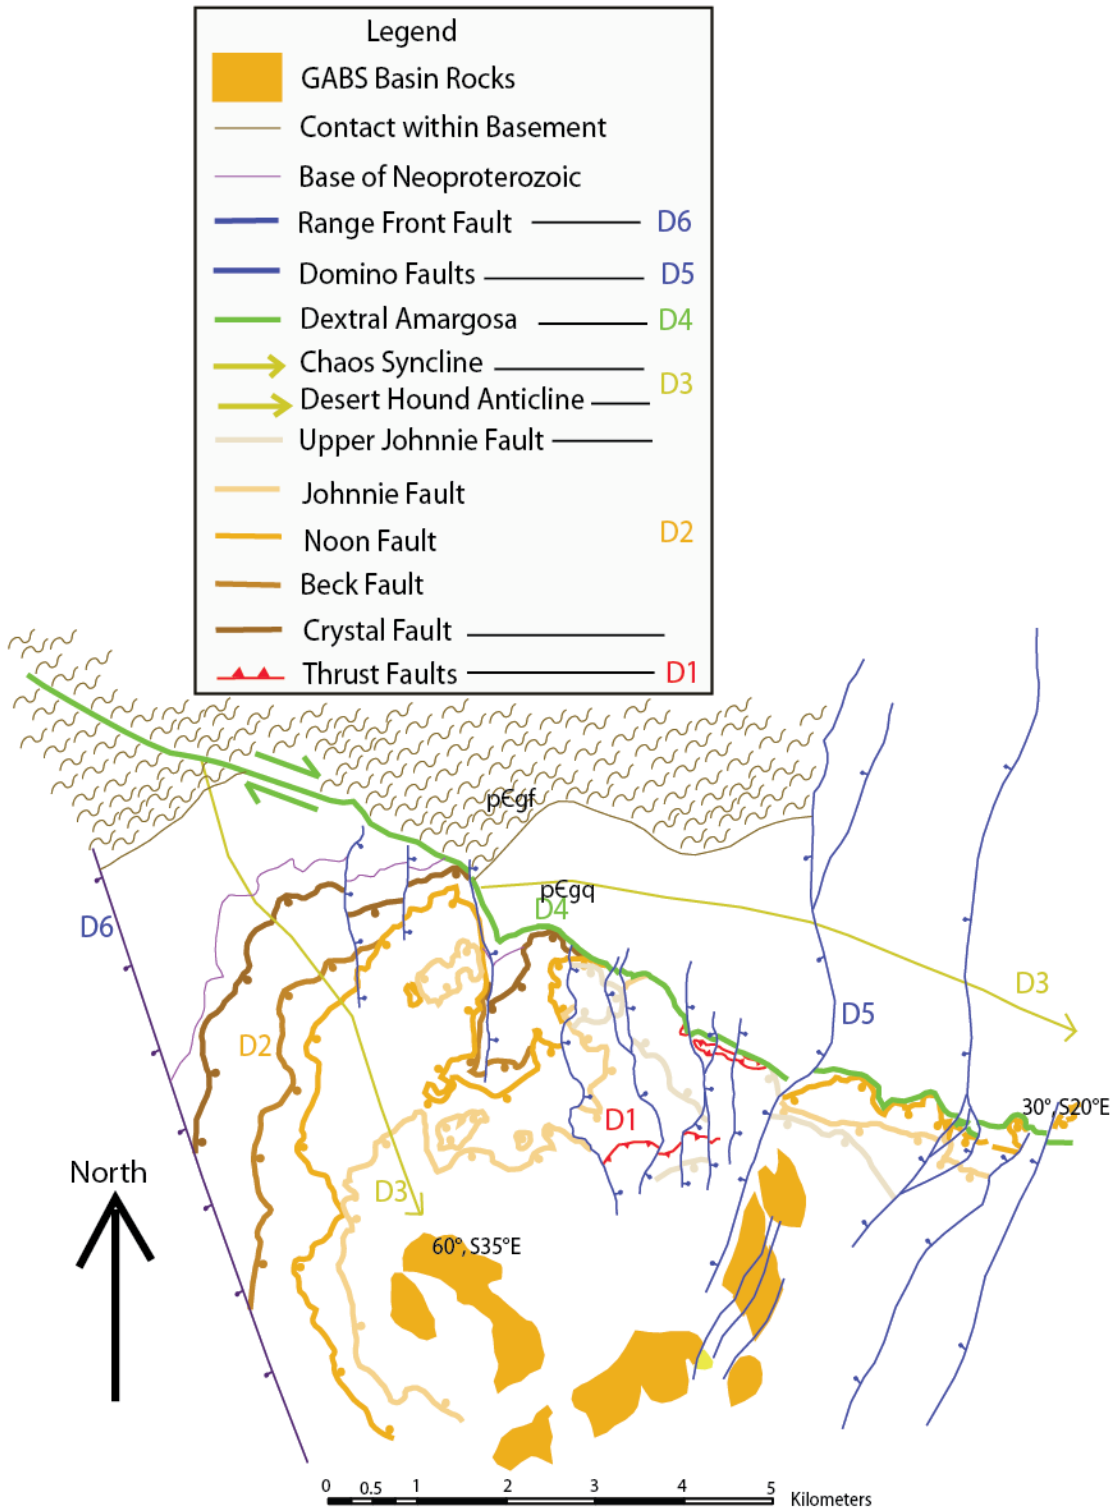 Legend
GABS Basin Rocks
Contact within Basement
Base of Neoproterozoic
Range Front Fault D6
Domino Faults D5
Dextral Amargosa D4
Chaos Syncline
D3
Desert Hound Anticline
Upper Johnnie Fault
Johnnie Fault
D2
Noon Fault
Beck Fault
Crystal Fault
Thrust Faults D1
pЄgf
pЄgq
D4
D6
D3
D5
D2
30°, S20°E
D1
North
D3
60°, S35°E
0 0.5 1 2 3 4 5
Kilometers